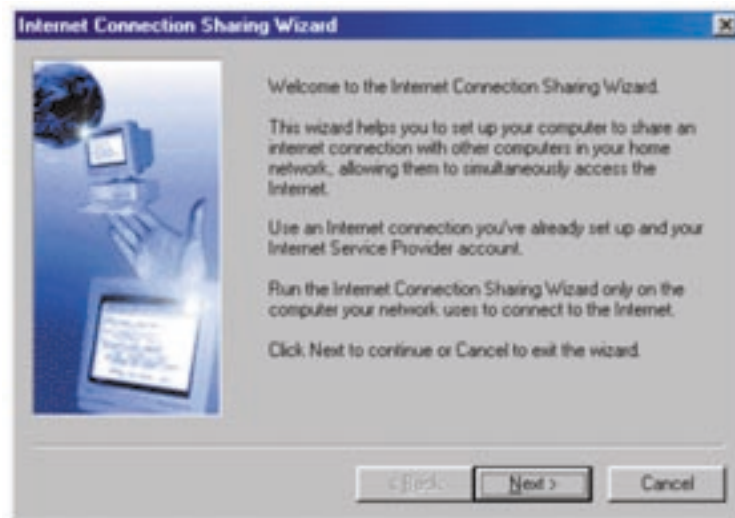 Internet Connection Sharing Wizard
Welcome to the Internet Connection Sharing Wizard.
This wizard helps you to set up your computer to share an
internet connection with other computers in your home
network, allowing them to simultaneously access the
Internet.
Use an Internet connection you've already set up and your
Internet Service Provider account.
Run the Internet Connection Sharing Wizard only on the
computer your network uses to connect to the Internet.
Click Next to continue or Cancel to exit the wizard.
< Back
Next >
Cancel